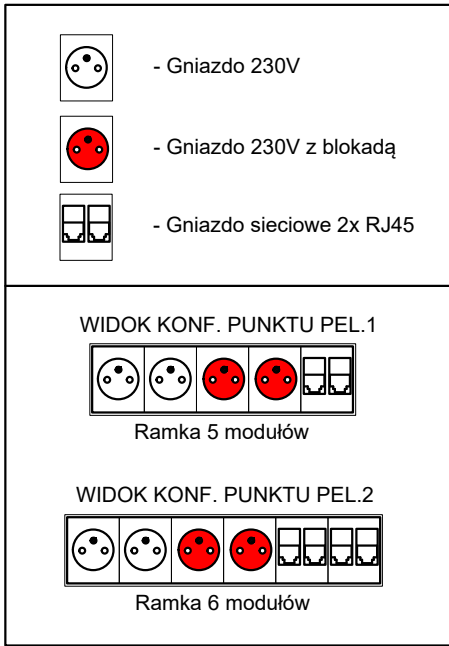 - Gniazdo 230V
- Gniazdo 230V z blokadą
- Gniazdo sieciowe 2x RJ45
WIDOK KONF. PUNKTU PEL.1
Ramka 5 modułów
WIDOK KONF. PUNKTU PEL.2
Ramka 6 modułów